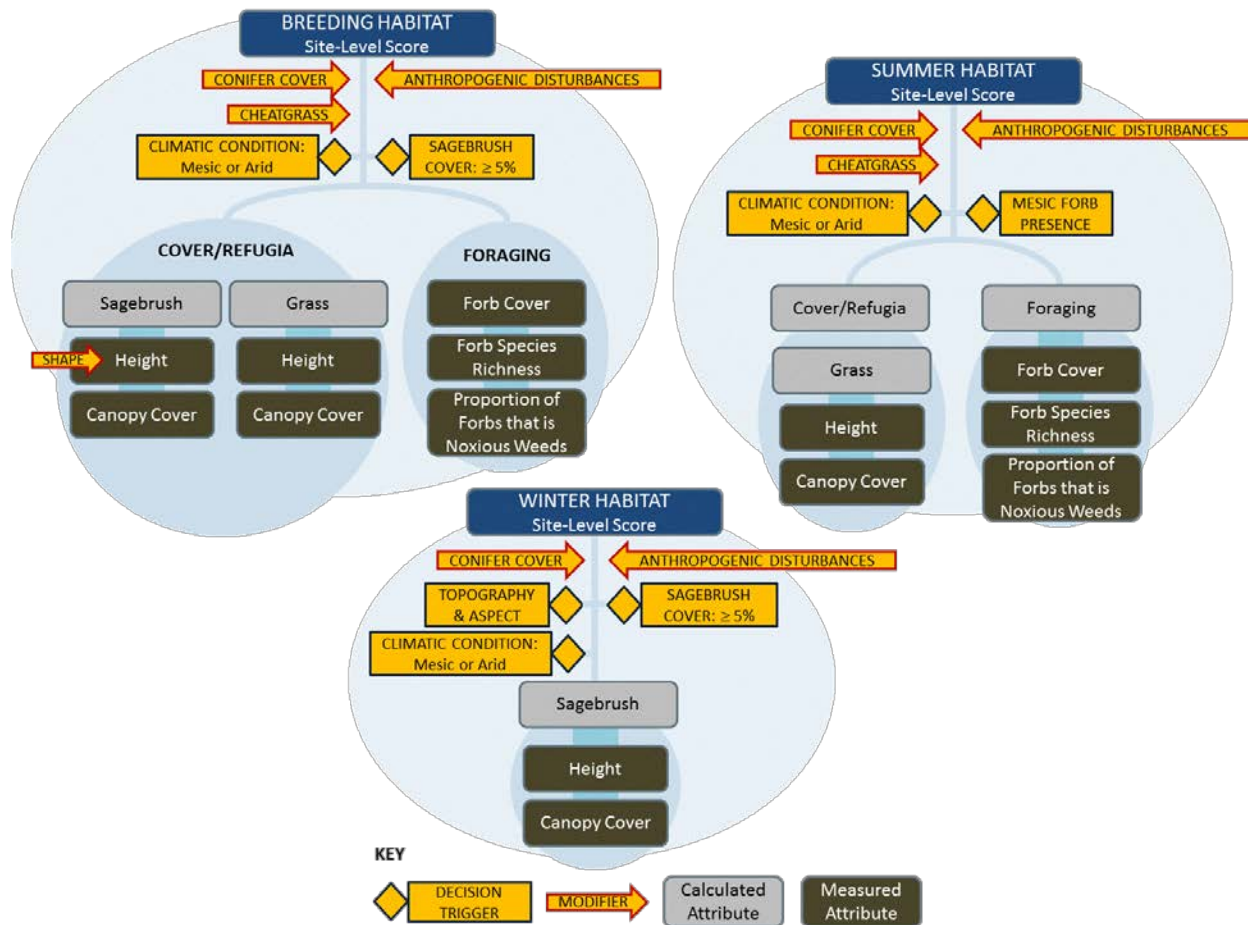 BREEDING HABITAT
Site-Level Score
CONIFER COVER
ANTHROPOGENIC DISTURBANCES
CHEATGRASS
CLIMATIC CONDITION:
Mesic or Arid
SAGEBRUSH
COVER: ≥ 5%
COVER/REFUGIA
FORAGING
Sagebrush
Grass
Forb Cover
SHAPE
Height
Height
Forb Species
Richness
Canopy Cover
Canopy Cover
Proportion of
Forbs that is
Noxious Weeds
SUMMER HABITAT
Site-Level Score
CONIFER COVER
ANTHROPOGENIC DISTURBANCES
CHEATGRASS
CLIMATIC CONDITION:
Mesic or Arid
MESIC FORB
PRESENCE
Cover/Refugia
Foraging
Grass
Forb Cover
Height
Forb Species
Richness
Canopy Cover
Proportion of
Forbs that is
Noxious Weeds
WINTER HABITAT
Site-Level Score
CONIFER COVER
ANTHROPOGENIC DISTURBANCES
TOPOGRAPHY
& ASPECT
SAGEBRUSH
COVER: ≥ 5%
CLIMATIC CONDITION:
Mesic or Arid
Sagebrush
Height
Canopy Cover
KEY
DECISION
TRIGGER
MODIFIER
Calculated
Attribute
Measured
Attribute